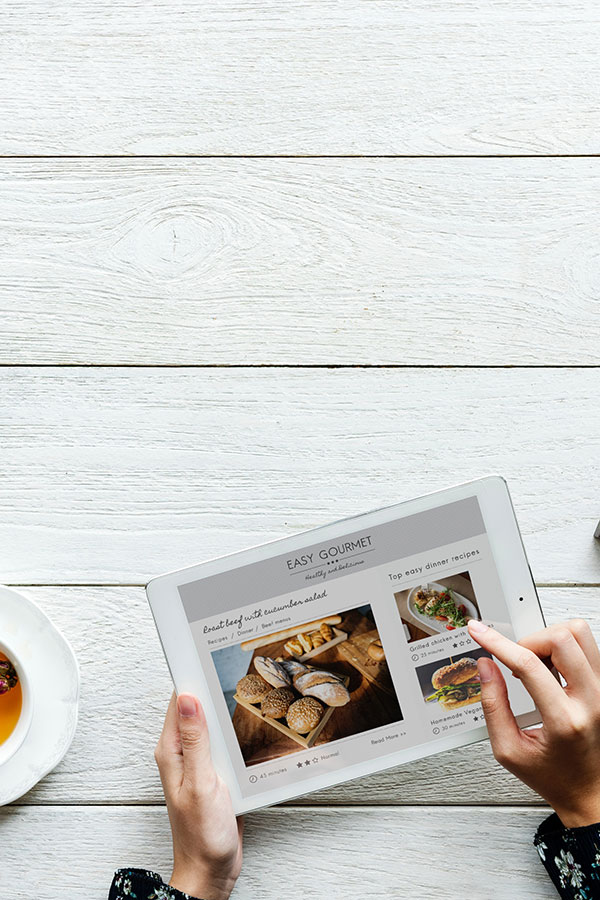 EASY GOURMET
Healthy and Delicious
Roast beef with cucumber salad
Recipes / Dinner / Beef menus
45 minutes
Normal
Read More >>
Top easy dinner recipes
Grilled chicken with
25 minutes
Homemade Vegan
30 minutes